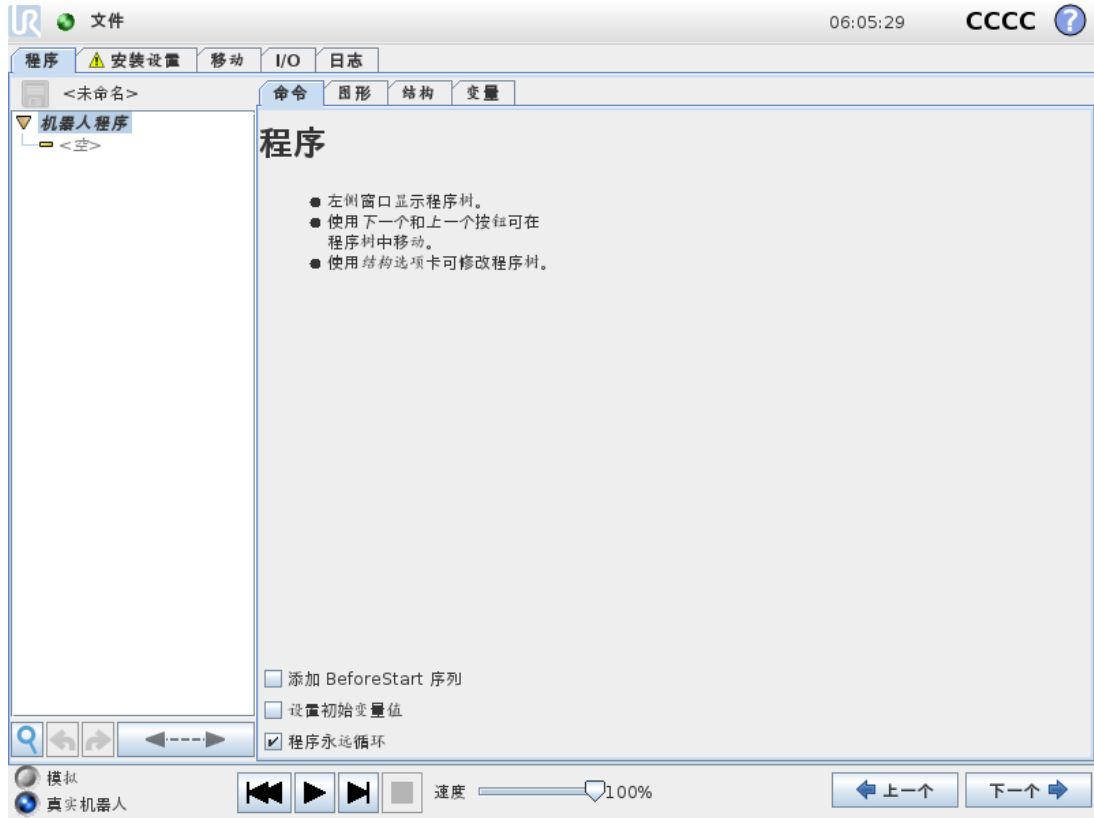 UR 文件 06:05:29 CCCC ?
程序 安装设置 移动 I/O 日志
<未命名> 命令 图形 结构 变量
机器人程序
<空>
程序
左侧窗口显示程序树。
使用下一个和上一个按钮可在
程序树中移动。
使用结构选项卡可修改程序树。
添加 BeforeStart 序列
设置初始变量值
程序永远循环
模拟
真实机器人
速度 100% 上一个 下一个